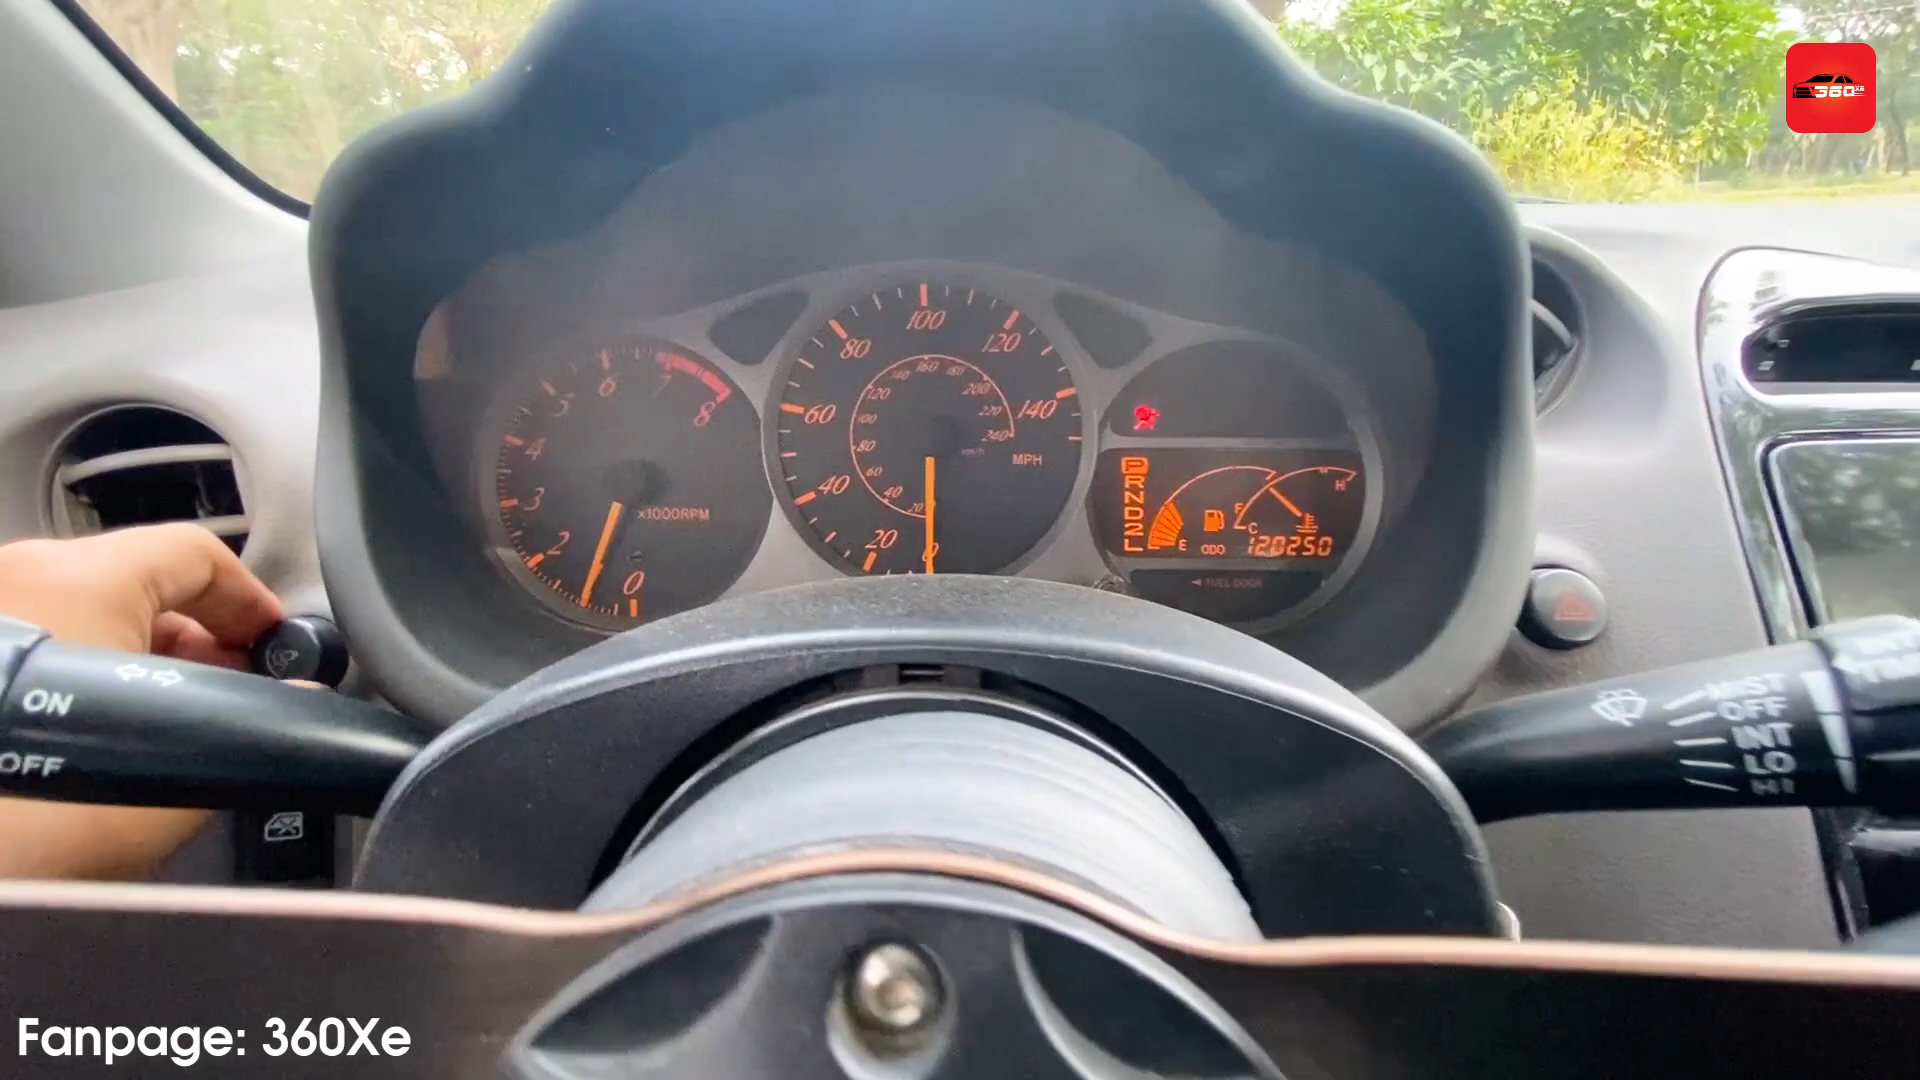 360Xe
100
80
120
60
140
40
MPH
20
0
160
140
180
120
200
100
220
80
240
60
km/h
40
20
8
7
6
5
4
3
2
0
x1000RPM
P
R
N
D
2
L
F
H
E
C
ODO
120250
FUEL DOOR
ON
OFF
MIST
OFF
INT
LO
HI
INT
TIME
Fanpage: 360Xe